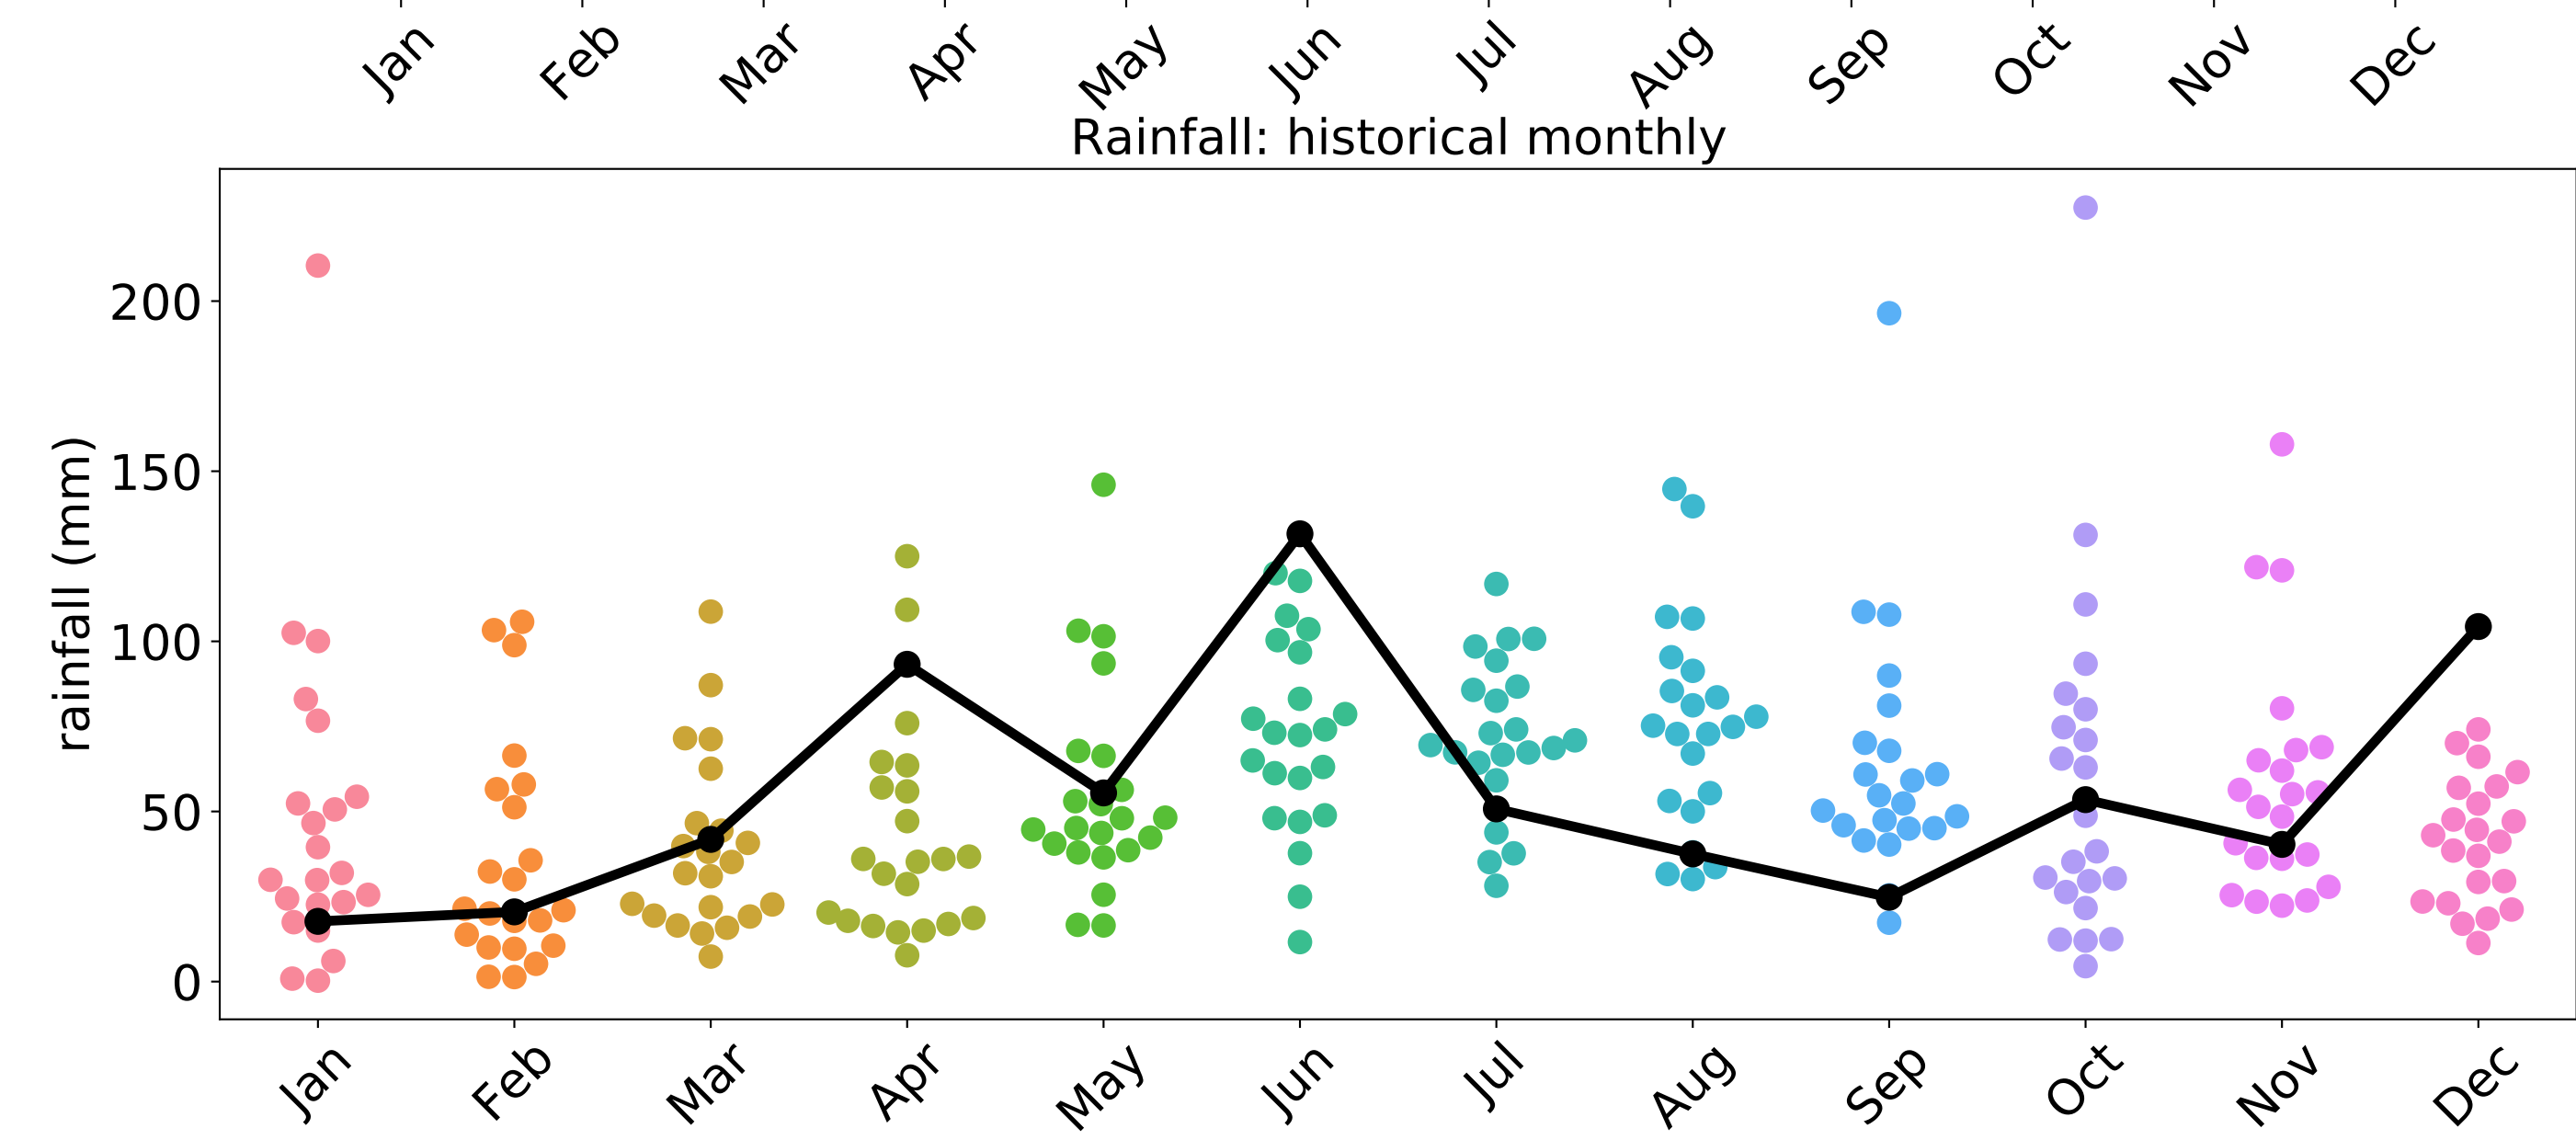 Jan Feb Mar Apr May Jun Jul Aug Sep Oct Nov Dec
Rainfall: historical monthly
rainfall (mm)
200
150
100
50
0
Jan Feb Mar Apr May Jun Jul Aug Sep Oct Nov Dec